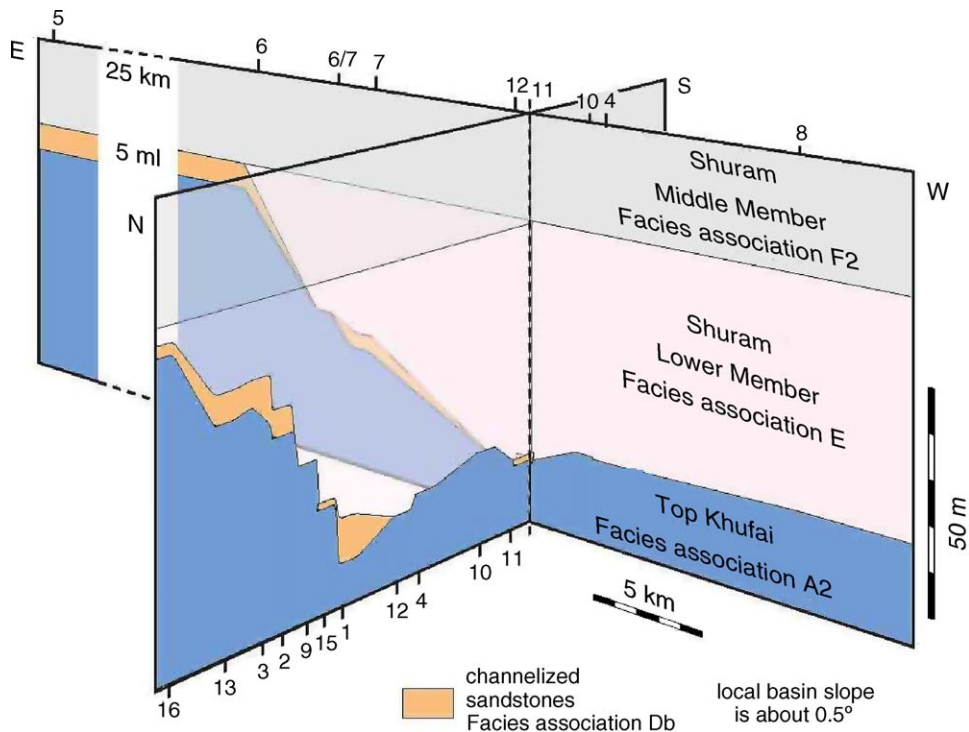 5
E
25 km
6
6/7
7
12
11
10
4
S
8
5 ml
N
W
Shuram
Middle Member
Facies association F2
Shuram
Lower Member
Facies association E
Top Khufai
Facies association A2
50 m
5 km
16
13
3
2
9
15
1
12
4
10
11
channelized
sandstones
Facies association Db
local basin slope
is about 0.5º